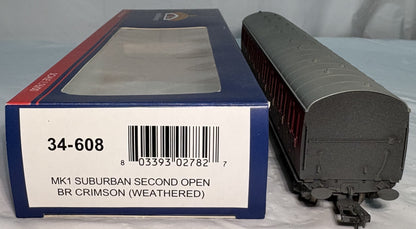 34-608
8 03393 02782 7
MK1 SUBURBAN SECOND OPEN
BR CRIMSON (WEATHERED)